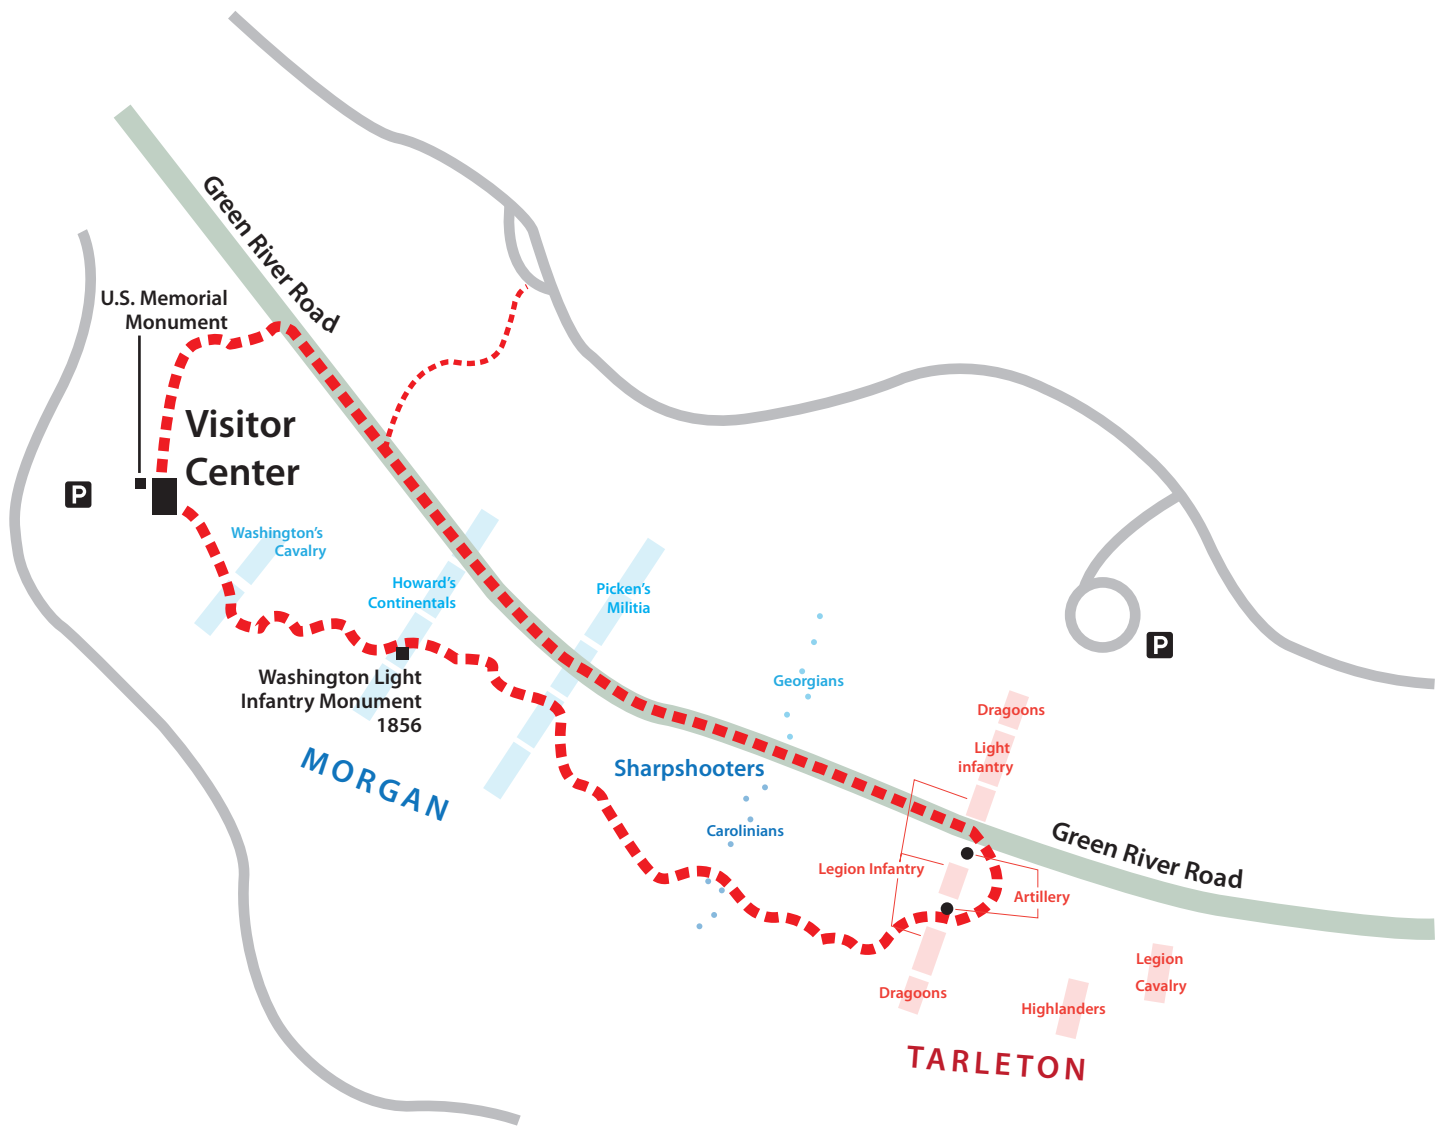 Green River Road
U.S. Memorial
Monument
Visitor
Center
P
Washington's
Cavalry
Howard's
Continentals
Picken's
Militia
Washington Light
Infantry Monument
1856
MORGAN
Georgians
Sharpshooters
Carolinians
P
Dragoons
Light
infantry
Green River Road
Legion Infantry
Artillery
Dragoons
Legion
Cavalry
Highlanders
TARLETON